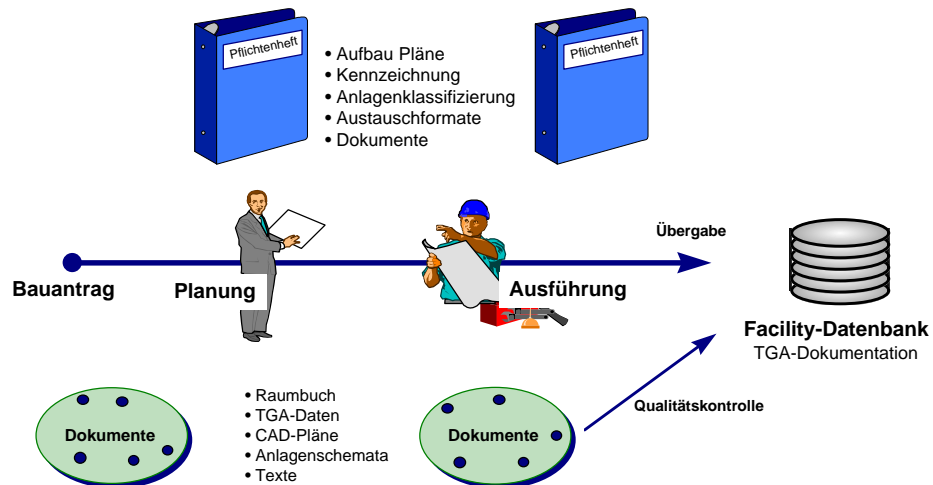 Pflichtenheft
• Aufbau Pläne
• Kennzeichnung
• Anlagenklassifizierung
• Austauschformate
• Dokumente
Pflichtenheft
Übergabe
Bauantrag
Planung
Ausführung
Facility-Datenbank
TGA-Dokumentation
Dokumente
• Raumbuch
• TGA-Daten
• CAD-Pläne
• Anlagenschemata
• Texte
Dokumente
Qualitätskontrolle